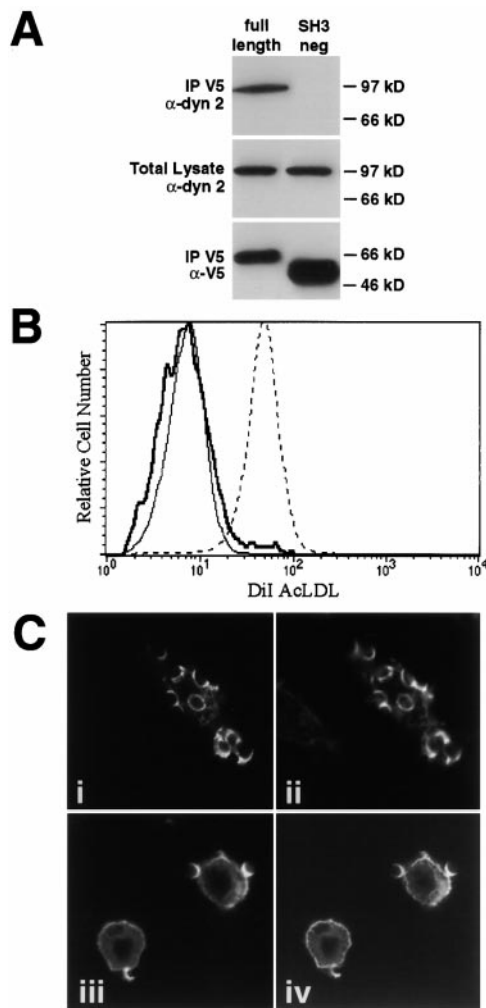 A
full length
SH3 neg
IP V5
α-dyn 2
97 kD
66 kD
Total Lysate
α-dyn 2
97 kD
66 kD
IP V5
α-V5
66 kD
46 kD
B
Relative Cell Number
10⁰ 10¹ 10² 10³ 10⁴
DiI AcLDL
C
i
ii
iii
iv